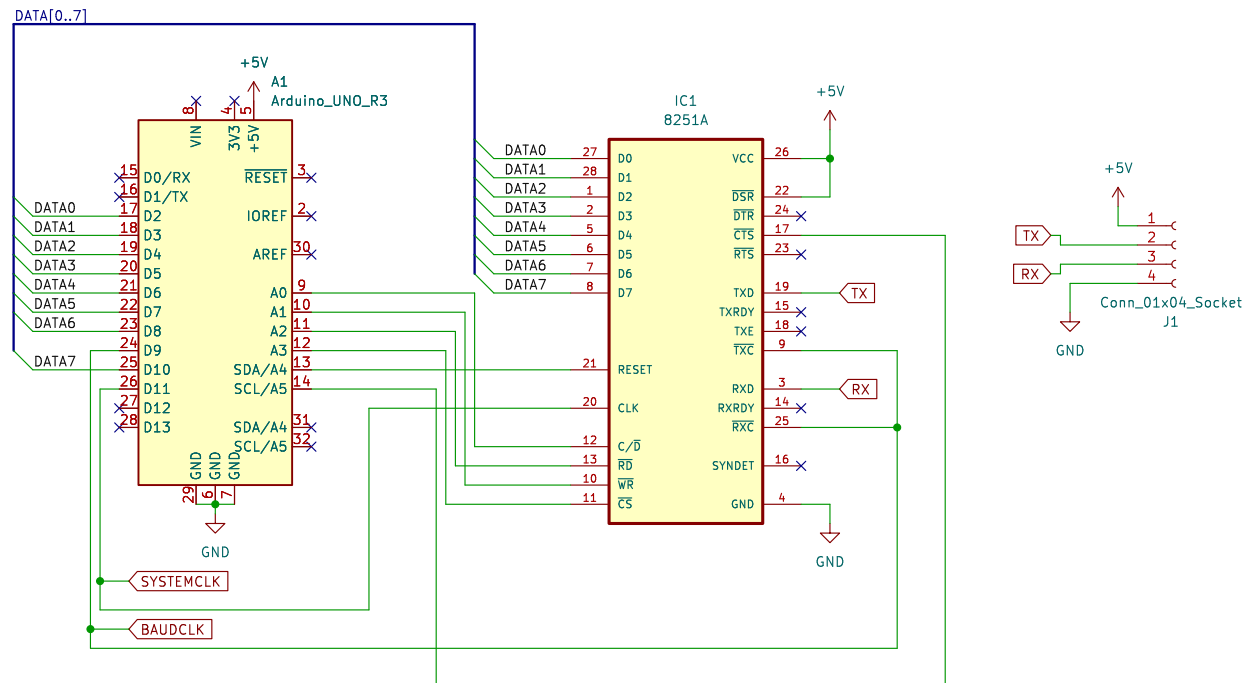 DATA[0..7]
+5V
A1
Arduino_UNO_R3
8
4
5
VIN
3V3
+5V
15 D0/RX
16 D1/TX
DATA0 17 D2
DATA1 18 D3
DATA2 19 D4
DATA3 20 D5
DATA4 21 D6
DATA5 22 D7
DATA6 23 D8
24 D9
DATA7 25 D10
26 D11
27 D12
28 D13
RESET 3
IOREF 2
AREF 30
A0 9
A1 10
A2 11
A3 12
SDA/A4 13
SCL/A5 14
SDA/A4 31
SCL/A5 32
GND
GND
GND
29
6
7
GND
SYSTEMCLK
BAUDCLK
IC1
8251A
DATA0 27 D0
DATA1 28 D1
DATA2 1 D2
DATA3 2 D3
DATA4 5 D4
DATA5 6 D5
DATA6 7 D6
DATA7 8 D7
21 RESET
20 CLK
12 C/D
13 RD
10 WR
11 CS
+5V
VCC 26
DSR 22
DTR 24
CTS 17
RTS 23
TXD 19 TX
TXRDY 15
TXE 18
TXC 9
RXD 3 RX
RXRDY 14
RXC 25
SYNDET 16
GND 4
GND
+5V
1
TX 2
RX 3
4
Conn_01x04_Socket
J1
GND